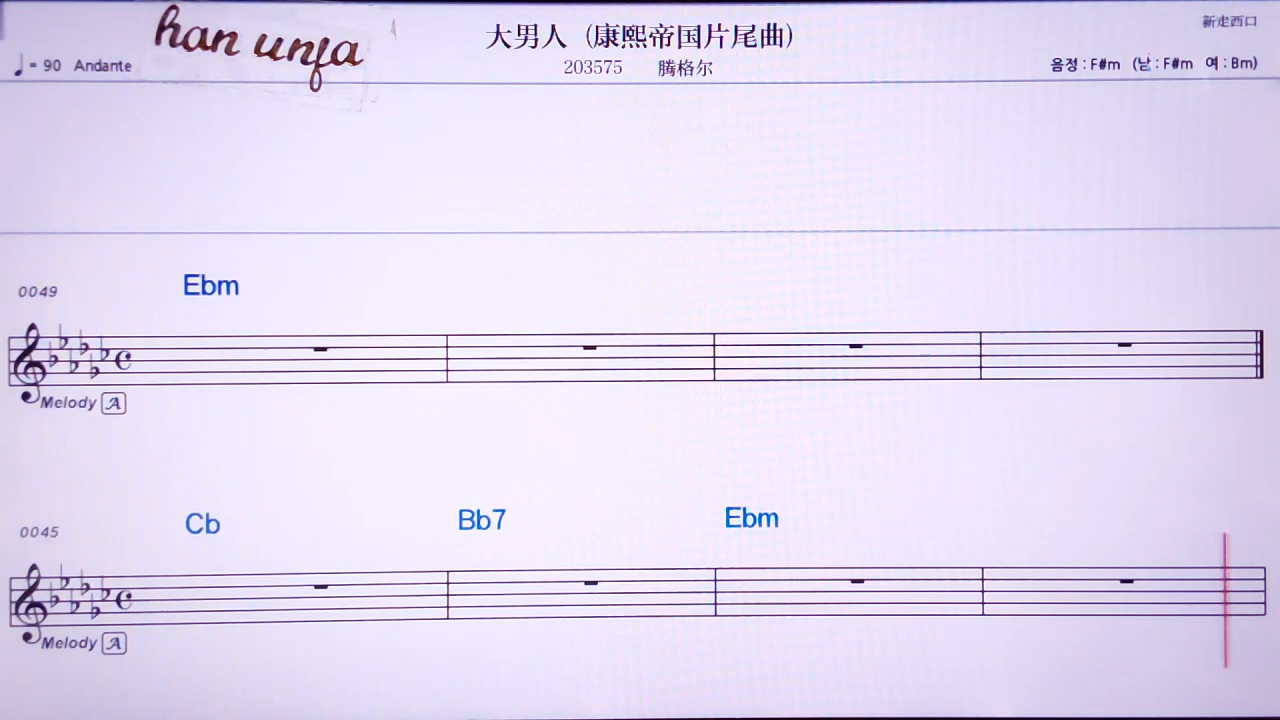 han unfa
大男人 (康熙帝国片尾曲)
新走西口
♩= 90 Andante
203575 腾格尔
음정 : F#m (남 : F#m 여 : Bm)
0049
Ebm
Melody A
0045
Cb Bb7 Ebm
Melody A